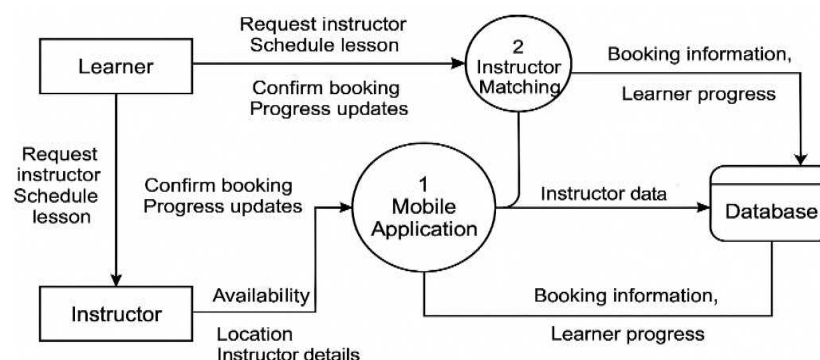 Request instructor
Schedule lesson
Learner
2
Instructor
Matching
Booking information,
Learner progress
Confirm booking
Progress updates
Request
instructor
Schedule
lesson
Confirm booking
Progress updates
1
Mobile
Application
Instructor data
Database
Instructor
Availability
Location
Instructor details
Booking information,
Learner progress